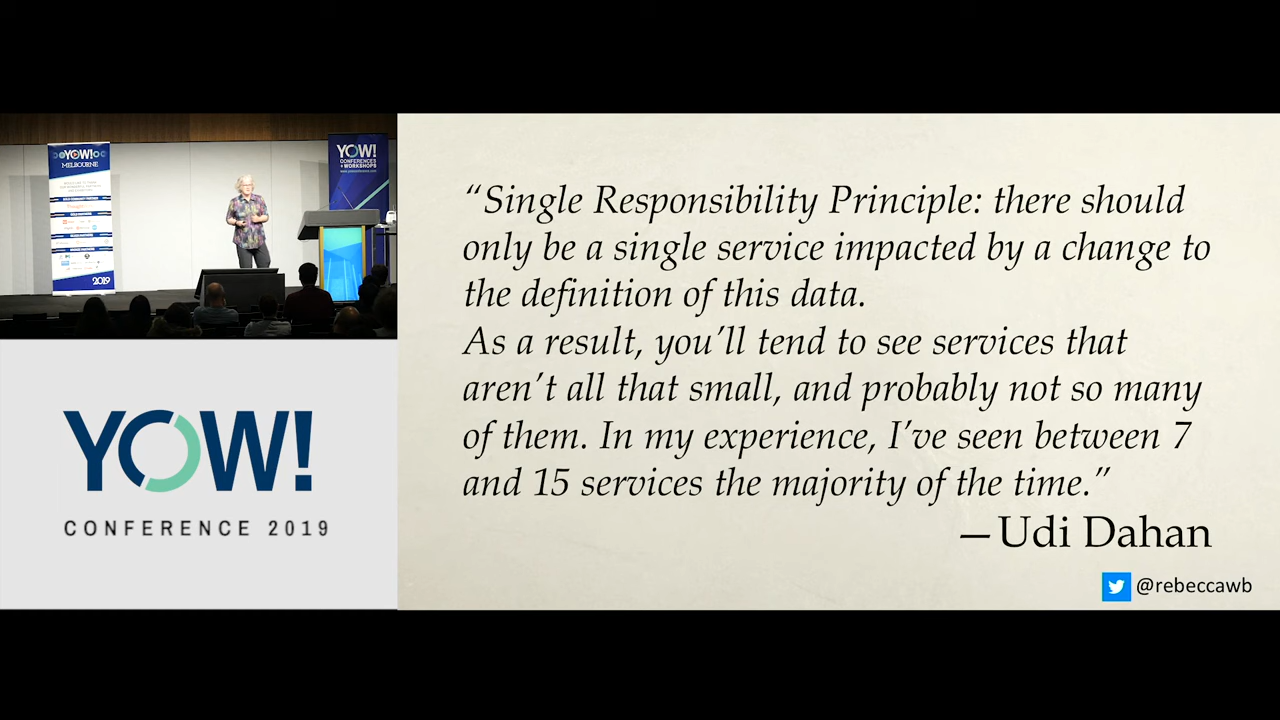 YOW!
MELBOURNE
2019
YOW!
CONFERENCES
+ WORKSHOPS
YOW!
CONFERENCE 2019
“Single Responsibility Principle: there should
only be a single service impacted by a change to
the definition of this data.
As a result, you’ll tend to see services that
aren’t all that small, and probably not so many
of them. In my experience, I’ve seen between 7
and 15 services the majority of the time.”
—Udi Dahan
@rebeccawb